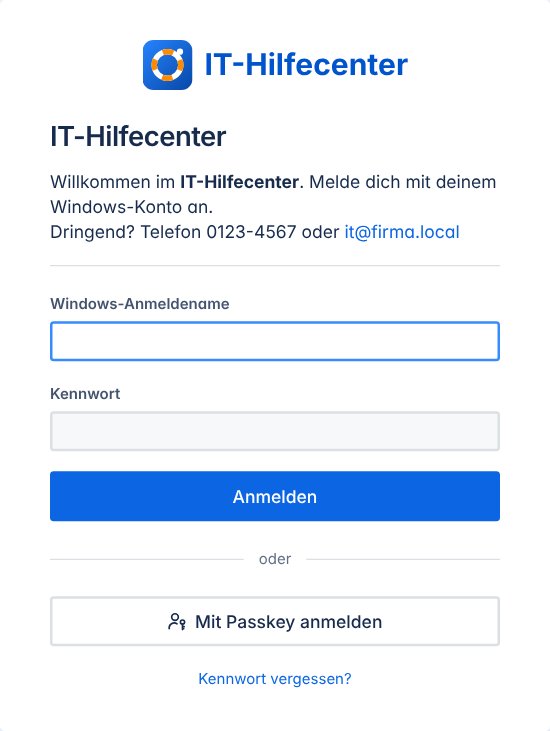 IT-Hilfecenter
IT-Hilfecenter
Willkommen im IT-Hilfecenter. Melde dich mit deinem
Windows-Konto an.
Dringend? Telefon 0123-4567 oder it@firma.local
Windows-Anmeldename
Kennwort
Anmelden
oder
Mit Passkey anmelden
Kennwort vergessen?